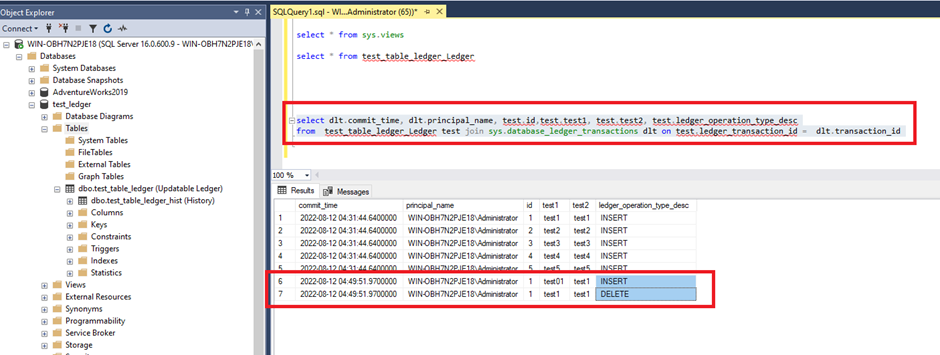 Object Explorer
Connect
WIN-OBH7N2PJE18 (SQL Server 16.0.600.9 - WIN-OBH7N2PJE18\
Databases
System Databases
Database Snapshots
AdventureWorks2019
test_ledger
Database Diagrams
Tables
System Tables
FileTables
External Tables
Graph Tables
dbo.test_table_ledger (Updatable Ledger)
dbo.test_table_ledger_hist (History)
Columns
Keys
Constraints
Triggers
Indexes
Statistics
Views
External Resources
Synonyms
Programmability
Service Broker
Storage
SQLQuery1.sql - WI...Administrator (65))*
select * from sys.views
select * from test_table_ledger_Ledger
select dlt.commit_time, dlt.principal_name, test.id,test.test1, test.test2, test.ledger_operation_type_desc
from test_table_ledger_Ledger test join sys.database_ledger_transactions dlt on test.ledger_transaction_id = dlt.transaction_id
100 %
Results Messages
commit_time principal_name id test1 test2 ledger_operation_type_desc
1 2022-08-12 04:31:44.6400000 WIN-OBH7N2PJE18\Administrator 1 test1 test1 INSERT
2 2022-08-12 04:31:44.6400000 WIN-OBH7N2PJE18\Administrator 2 test2 test2 INSERT
3 2022-08-12 04:31:44.6400000 WIN-OBH7N2PJE18\Administrator 3 test3 test3 INSERT
4 2022-08-12 04:31:44.6400000 WIN-OBH7N2PJE18\Administrator 4 test4 test4 INSERT
5 2022-08-12 04:31:44.6400000 WIN-OBH7N2PJE18\Administrator 5 test5 test5 INSERT
6 2022-08-12 04:49:51.9700000 WIN-OBH7N2PJE18\Administrator 1 test01 test1 INSERT
7 2022-08-12 04:49:51.9700000 WIN-OBH7N2PJE18\Administrator 1 test1 test1 DELETE